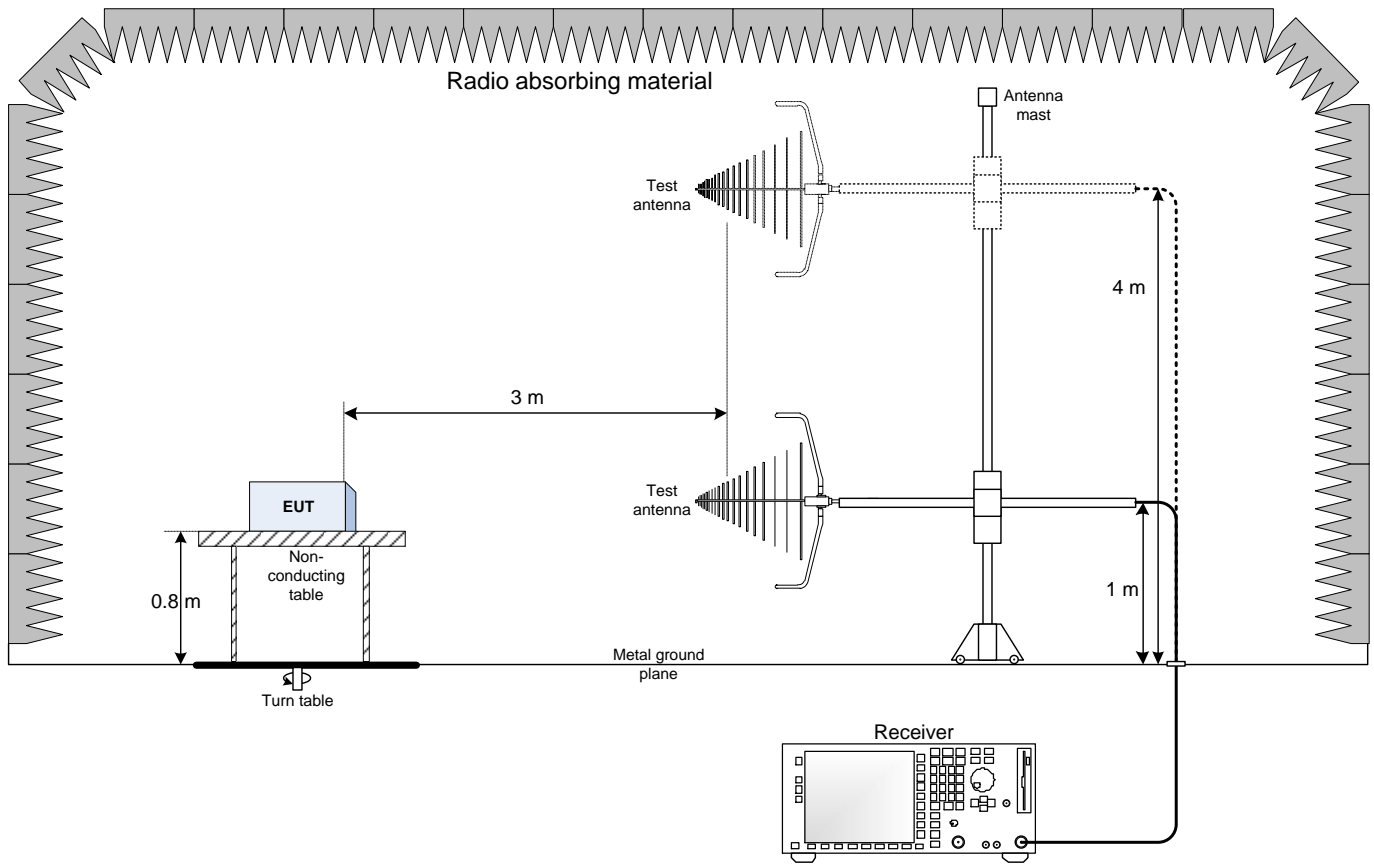 Radio absorbing material
Antenna
mast
Test
antenna
4 m
3 m
Test
antenna
EUT
Non-
conducting
table
0.8 m
1 m
Metal ground
plane
Turn table
Receiver